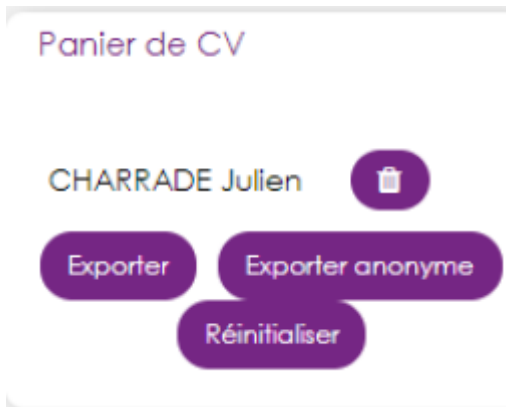 Panier de CV
CHARRADE Julien
Exporter Exporter anonyme
Réinitialiser